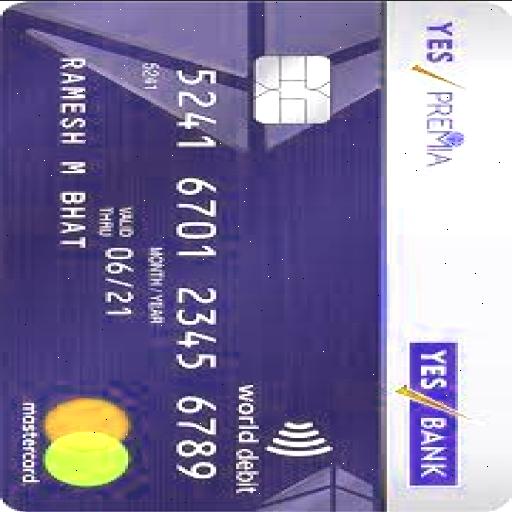 YES PREMIA
YES BANK
world debit
5241 6701 2345 6789
5241
MONTH / YEAR
VALID
THRU
06/21
RAMESH M BHAT
mastercard